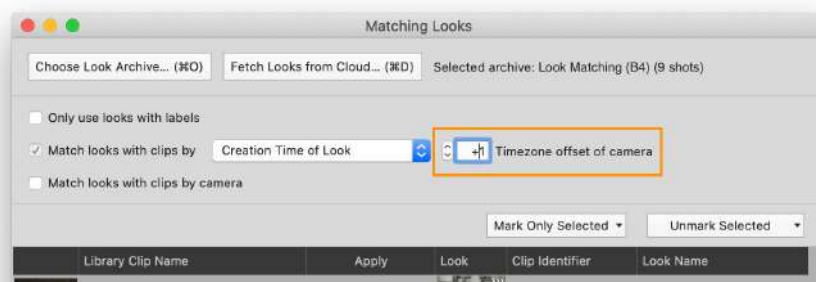 Matching Looks
Choose Look Archive... (⌘O) Fetch Looks from Cloud... (⌘D) Selected archive: Look Matching (B4) (9 shots)
Only use looks with labels
Match looks with clips by Creation Time of Look +1 Timezone offset of camera
Match looks with clips by camera
Mark Only Selected Unmark Selected
Library Clip Name Apply Look Clip Identifier Look Name